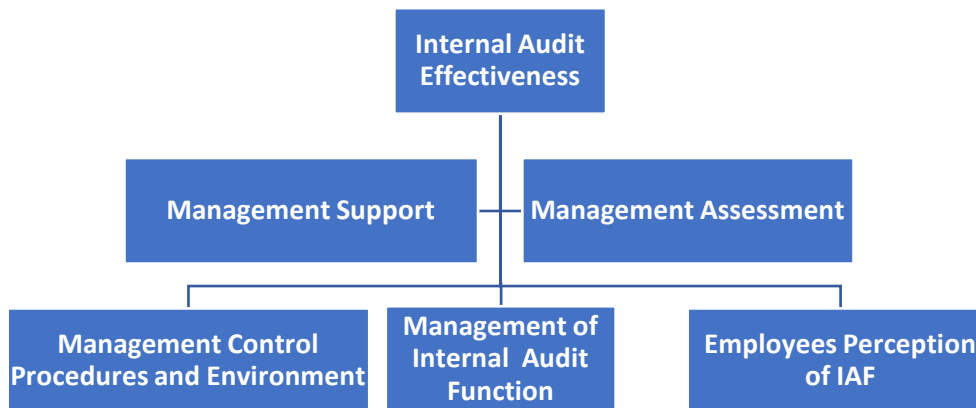 Internal Audit
Effectiveness
Management Support
Management Assessment
Management Control
Procedures and Environment
Management of
Internal Audit
Function
Employees Perception
of IAF